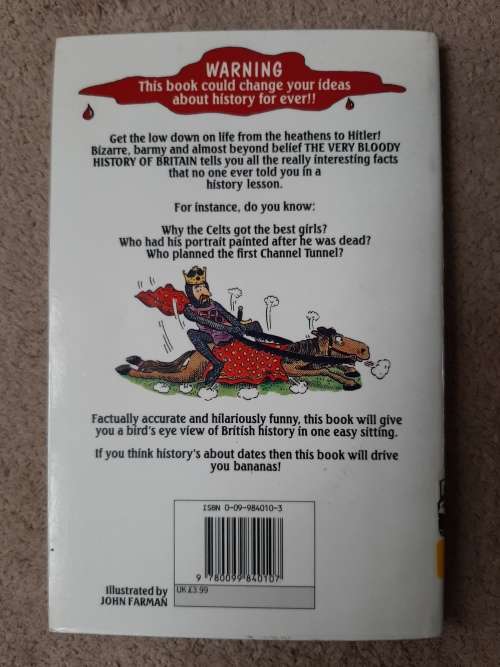 WARNING
This book could change your ideas
about history for ever!!
Get the low down on life from the heathens to Hitler!
Bizarre, barmy and almost beyond belief THE VERY BLOODY
HISTORY OF BRITAIN tells you all the really interesting facts
that no one ever told you in a
history lesson.
For instance, do you know:
Why the Celts got the best girls?
Who had his portrait painted after he was dead?
Who planned the first Channel Tunnel?
Factually accurate and hilariously funny, this book will give
you a bird's eye view of British history in one easy sitting.
If you think history's about dates then this book will drive
you bananas!
ISBN 0-09-984010-3
9 780099 840107
UK £3.99
Illustrated by
JOHN FARMAN